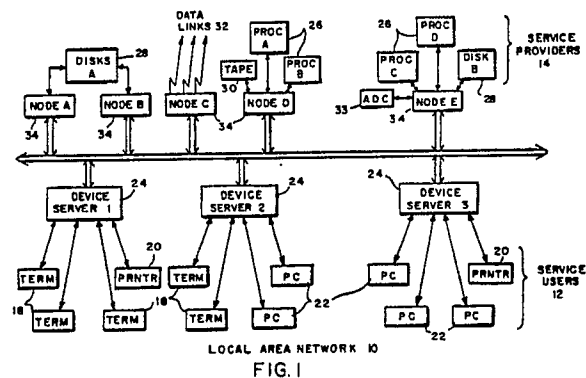 DATA
LINKS 32
26
PROC
A
26
PROC
D
SERVICE
PROVIDERS
14
28
DISKS
A
TAPE
30
PROC
B
PROC
C
DISK
B
28
33
ADC
NODE A
NODE B
NODE C
NODE D
NODE E
34
34
34
34
24
24
24
DEVICE
SERVER 1
DEVICE
SERVER 2
DEVICE
SERVER 3
20
20
TERM
PRNTR
TERM
PC
PC
PRNTR
SERVICE
USERS
12
18
TERM
TERM
18
TERM
PC
22
PC
PC
22
LOCAL AREA NETWORK 10
FIG. 1